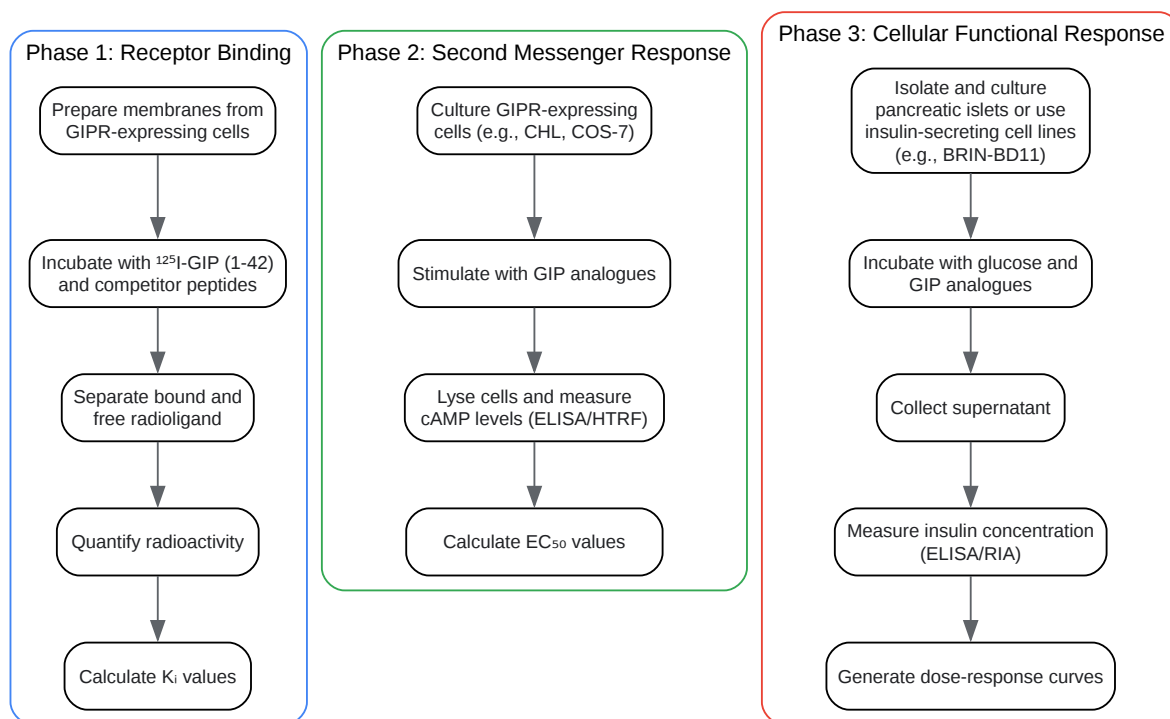 Phase 1: Receptor Binding
Prepare membranes from
GIPR-expressing cells
Incubate with ¹²⁵I-GIP (1-42)
and competitor peptides
Separate bound and
free radioligand
Quantify radioactivity
Calculate Kᵢ values
Phase 2: Second Messenger Response
Culture GIPR-expressing
cells (e.g., CHL, COS-7)
Stimulate with GIP analogues
Lyse cells and measure
cAMP levels (ELISA/HTRF)
Calculate EC₅₀ values
Phase 3: Cellular Functional Response
Isolate and culture
pancreatic islets or use
insulin-secreting cell lines
(e.g., BRIN-BD11)
Incubate with glucose and
GIP analogues
Collect supernatant
Measure insulin concentration
(ELISA/RIA)
Generate dose-response curves